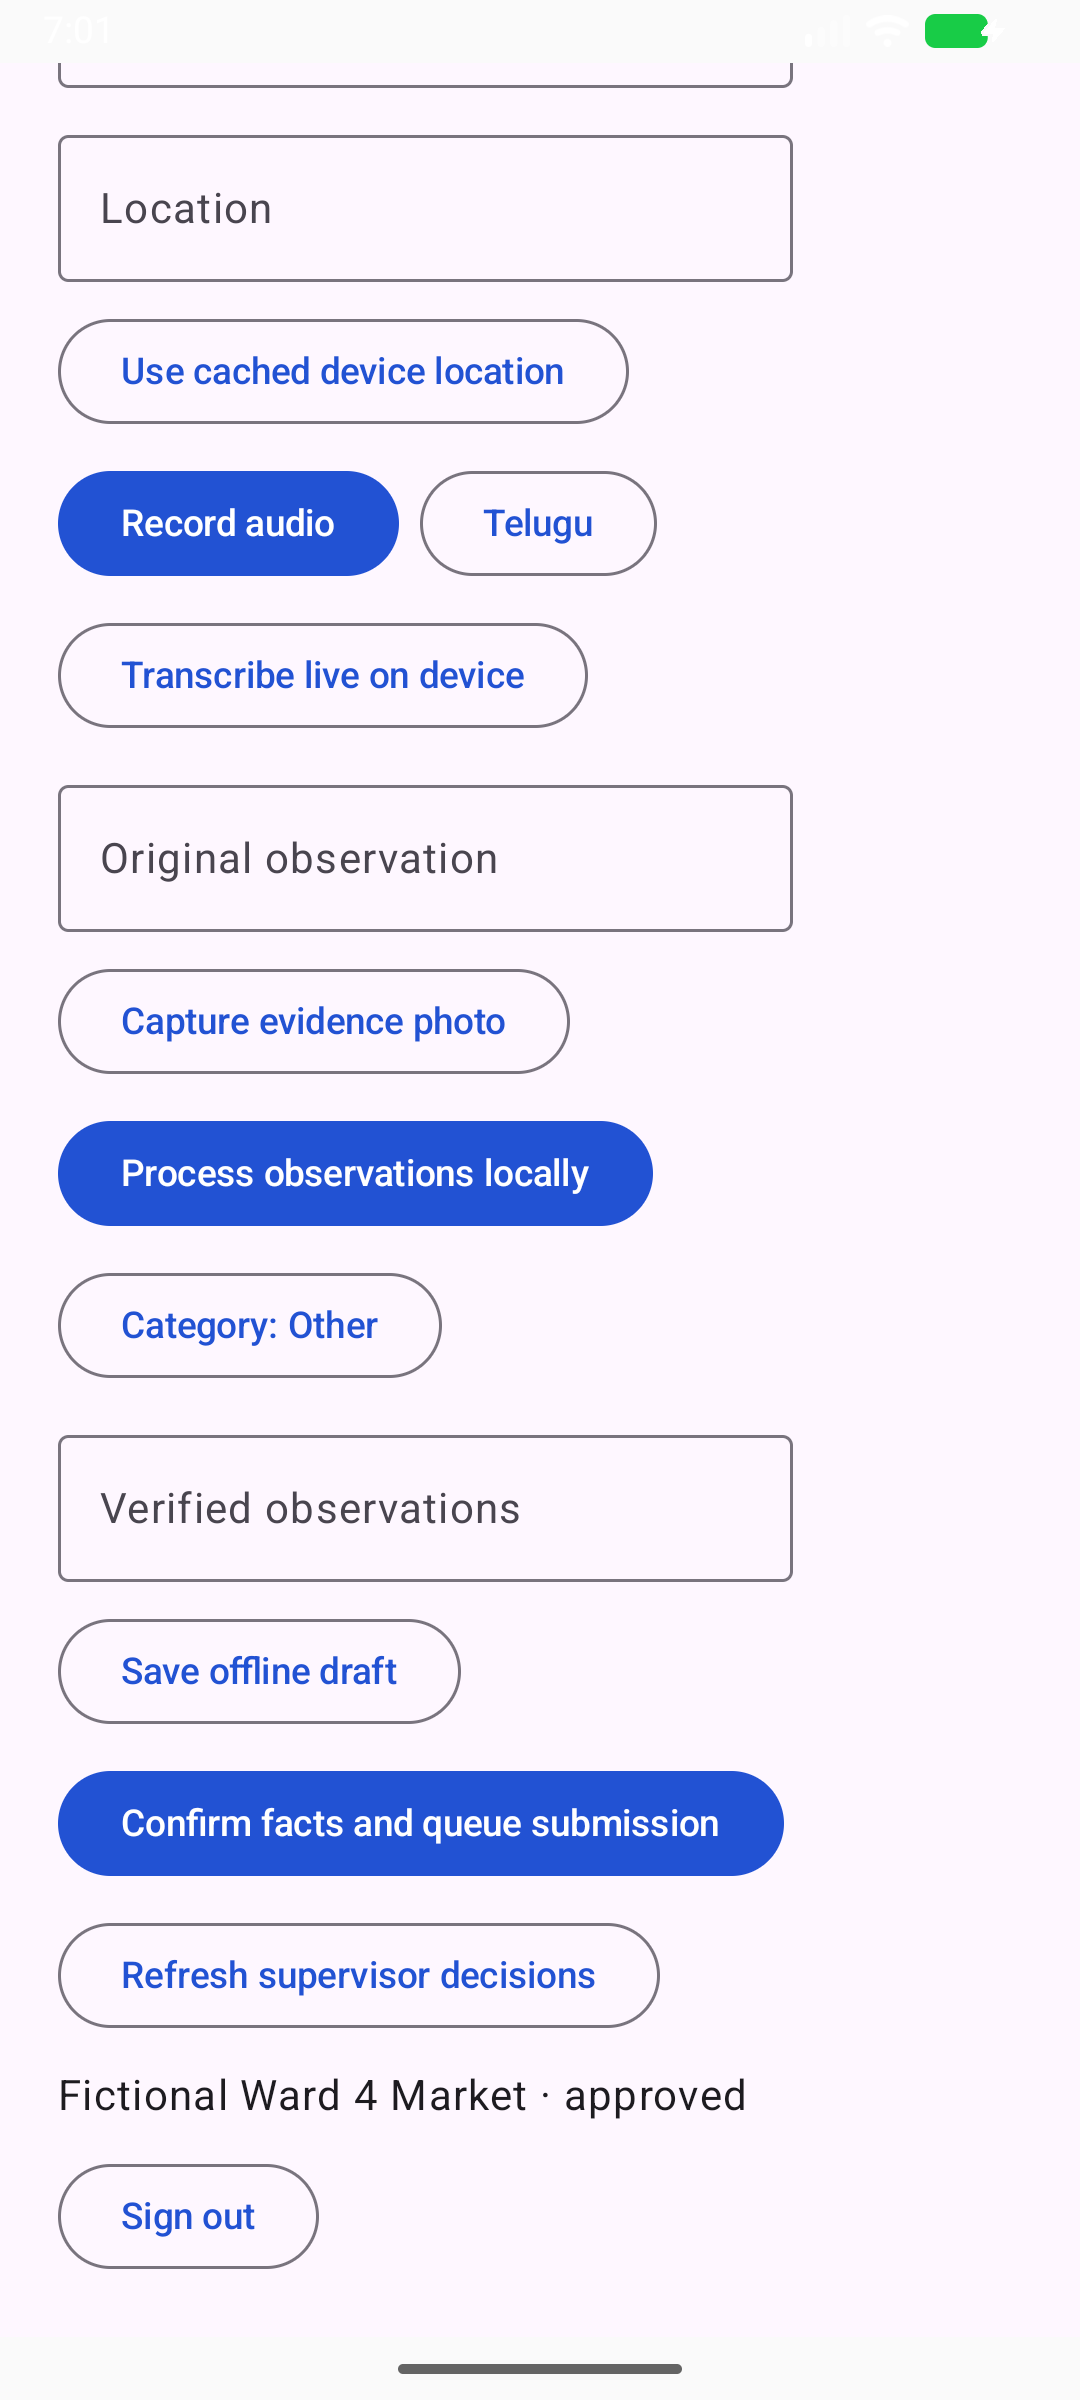 7:01
Location
Use cached device location
Record audio
Telugu
Transcribe live on device
Original observation
Capture evidence photo
Process observations locally
Category: Other
Verified observations
Save offline draft
Confirm facts and queue submission
Refresh supervisor decisions
Fictional Ward 4 Market · approved
Sign out